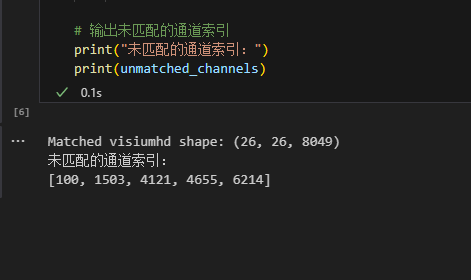 # 输出未匹配的通道索引
print("未匹配的通道索引：")
print(unmatched_channels)
✓ 0.1s
[6]
... Matched visiumhd shape: (26, 26, 8049)
未匹配的通道索引：
[100, 1503, 4121, 4655, 6214]